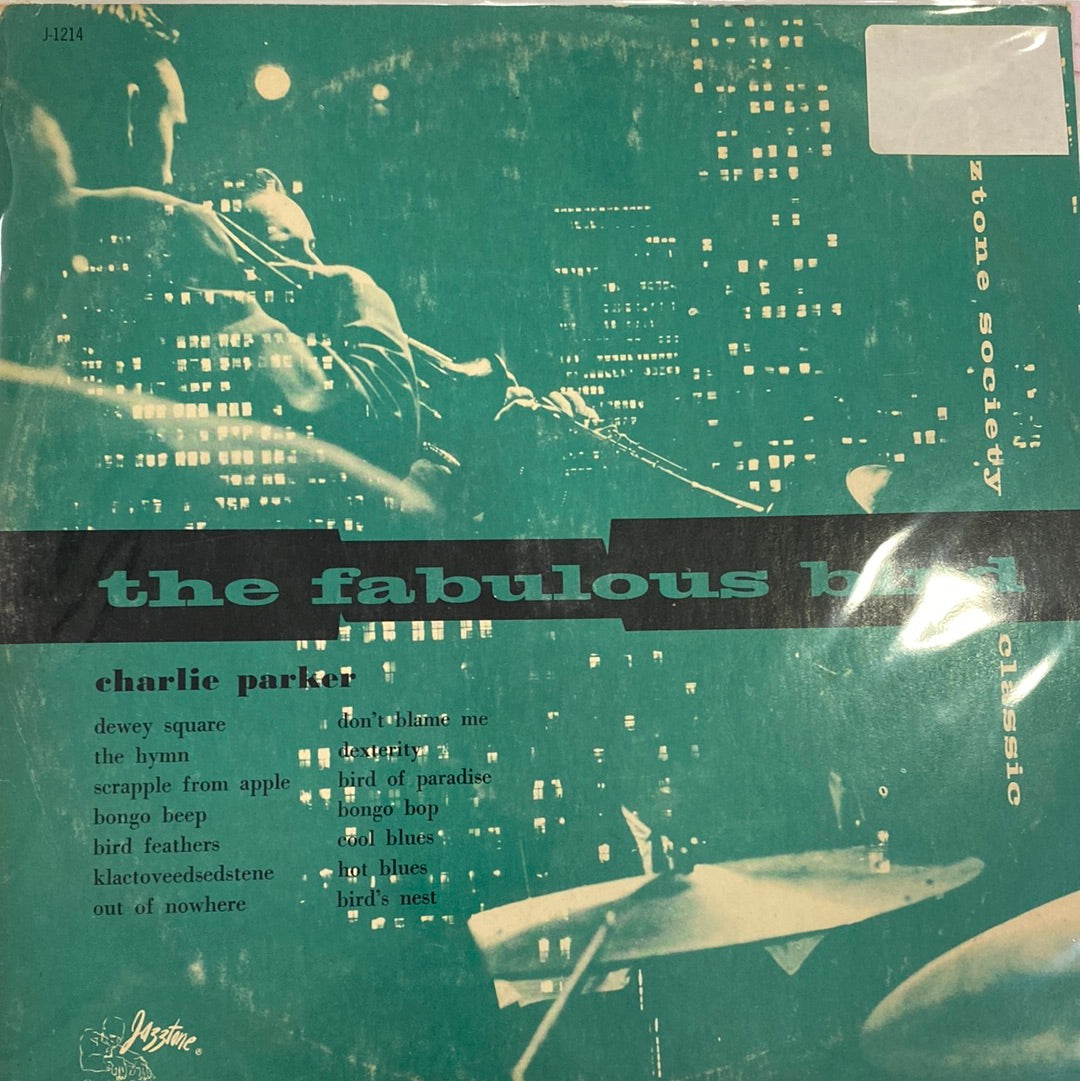 J-1214
ztone society
the fabulous bird
classic
charlie parker
dewey square
the hymn
scrapple from apple
bongo beep
bird feathers
klactoveedsedstene
out of nowhere
don't blame me
dexterity
bird of paradise
bongo bop
cool blues
hot blues
bird's nest
Jazztone®